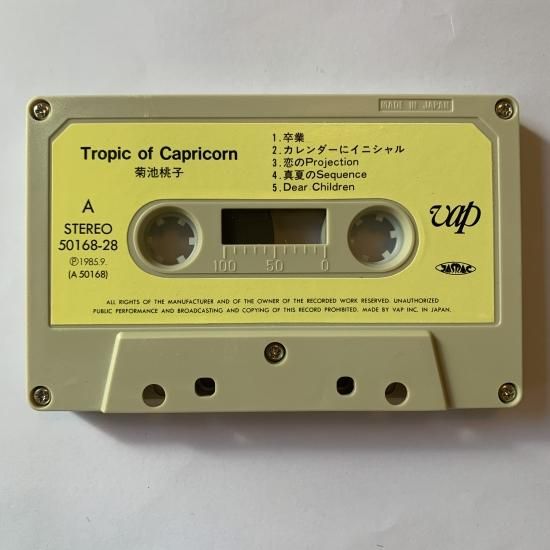 MADE IN JAPAN
Tropic of Capricorn
菊池桃子
1.卒業
2.カレンダーにイニシャル
3.恋のProjection
4.真夏のSequence
5.Dear Children
A
STEREO
50168-28
Ⓟ1985.9.
(A 50168)
vap
JASRAC
100 50 0
ALL RIGHTS OF THE MANUFACTURER AND OF THE OWNER OF THE RECORDED WORK RESERVED. UNAUTHORIZED
PUBLIC PERFORMANCE AND BROADCASTING AND COPYING OF THIS RECORD PROHIBITED. MADE BY VAP INC. IN JAPAN.